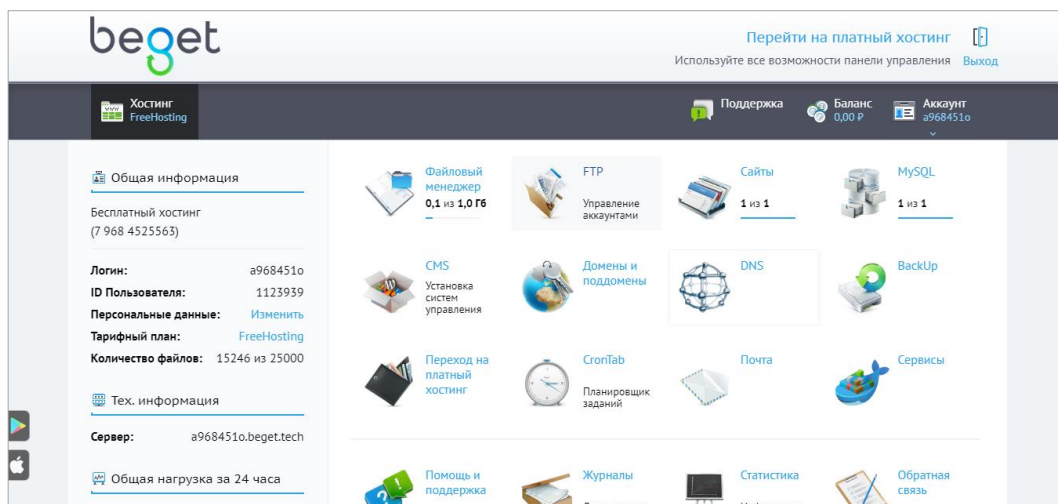 beget
Перейти на платный хостинг
Используйте все возможности панели управления Выход
Хостинг
FreeHosting
Поддержка
Баланс
0,00 ₽
Аккаунт
a968451o
Общая информация
Бесплатный хостинг
(7 968 4525563)
Логин: a968451o
ID Пользователя: 1123939
Персональные данные: Изменить
Тарифный план: FreeHosting
Количество файлов: 15246 из 25000
Тех. информация
Сервер: a968451o.beget.tech
Общая нагрузка за 24 часа
Файловый
менеджер
0,1 из 1,0 Гб
FTP
Управление
аккаунтами
Сайты
1 из 1
MySQL
1 из 1
CMS
Установка
систем
управления
Домены и
поддомены
DNS
BackUp
Переход на
платный
хостинг
CronTab
Планировщик
заданий
Почта
Сервисы
Помощь и
поддержка
Журналы
Статистика
Обратная
связь